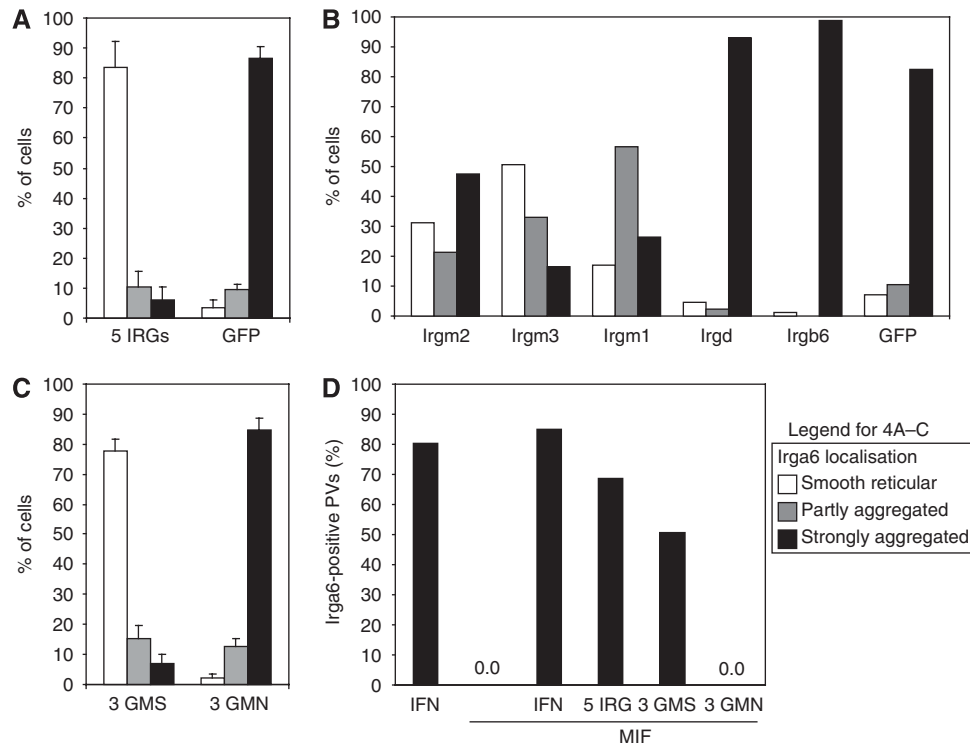 A
100
90
80
70
60
50
40
30
20
10
0
% of cells
5 IRGs GFP
B
100
90
80
70
60
50
40
30
20
10
0
% of cells
Irgm2 Irgm3 Irgm1 Irgd Irgb6 GFP
C
100
90
80
70
60
50
40
30
20
10
0
% of cells
3 GMS 3 GMN
D
100
90
80
70
60
50
40
30
20
10
0
Irga6-positive PVs (%)
0.0
0.0
IFN IFN 5 IRG 3 GMS 3 GMN
MIF
Legend for 4A–C
Irga6 localisation
Smooth reticular
Partly aggregated
Strongly aggregated